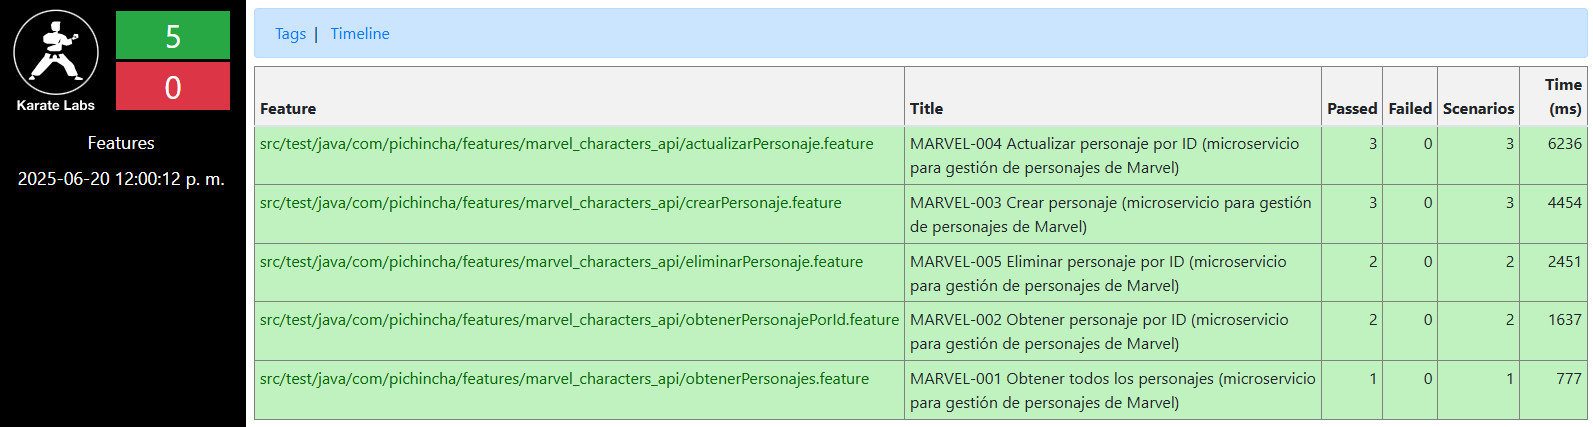 Karate Labs
5
0
Features
2025-06-20 12:00:12 p. m.
Tags | Timeline
Feature Title Passed Failed Scenarios Time (ms)
src/test/java/com/pichincha/features/marvel_characters_api/actualizarPersonaje.feature MARVEL-004 Actualizar personaje por ID (microservicio 3 0 3 6236
para gestión de personajes de Marvel)
src/test/java/com/pichincha/features/marvel_characters_api/crearPersonaje.feature MARVEL-003 Crear personaje (microservicio para gestión 3 0 3 4454
de personajes de Marvel)
src/test/java/com/pichincha/features/marvel_characters_api/eliminarPersonaje.feature MARVEL-005 Eliminar personaje por ID (microservicio 2 0 2 2451
para gestión de personajes de Marvel)
src/test/java/com/pichincha/features/marvel_characters_api/obtenerPersonajePorId.feature MARVEL-002 Obtener personaje por ID (microservicio 2 0 2 1637
para gestión de personajes de Marvel)
src/test/java/com/pichincha/features/marvel_characters_api/obtenerPersonajes.feature MARVEL-001 Obtener todos los personajes (microservicio 1 0 1 777
para gestión de personajes de Marvel)